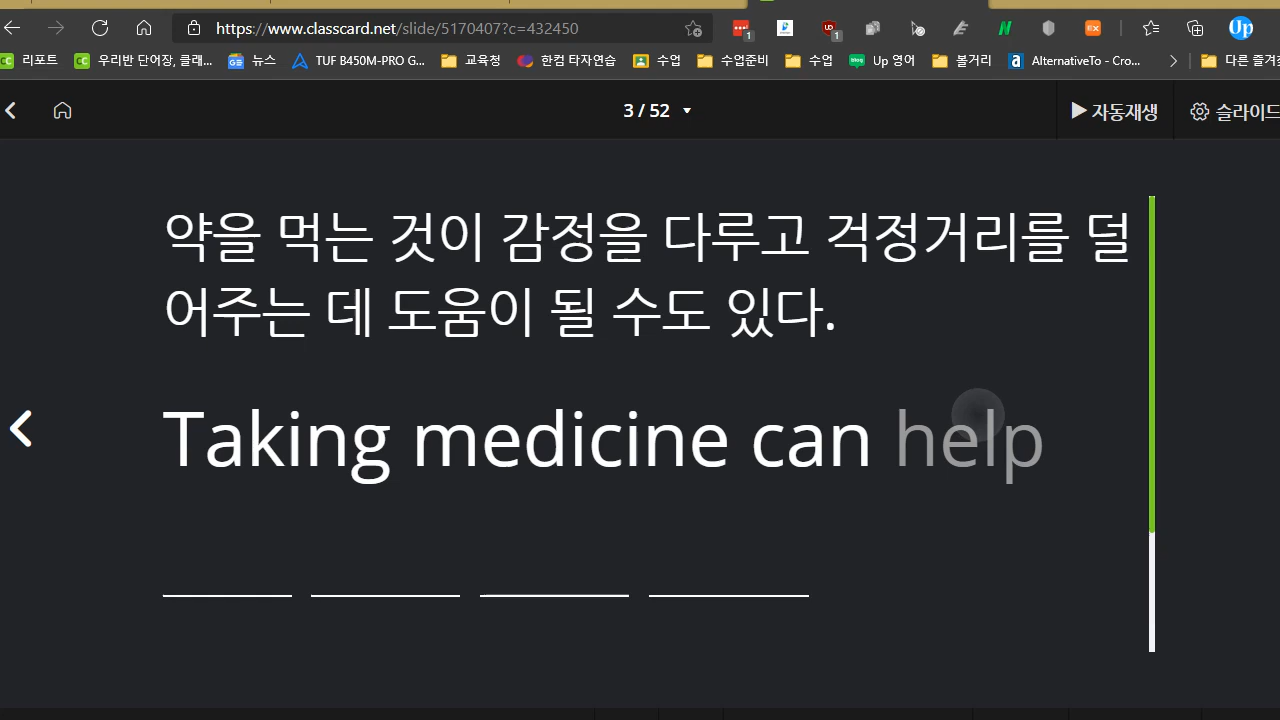 https://www.classcard.net/slide/5170407?c=432450
리포트 우리반 단어장, 클래... 뉴스 TUF B450M-PRO G... 교육청 한컴 타자연습 수업 수업준비 수업 Up 영어 볼거리 AlternativeTo - Cro... 다른 즐겨
3 / 52 자동재생 슬라이드
약을 먹는 것이 감정을 다루고 걱정거리를 덜
어주는 데 도움이 될 수도 있다.
Taking medicine can help